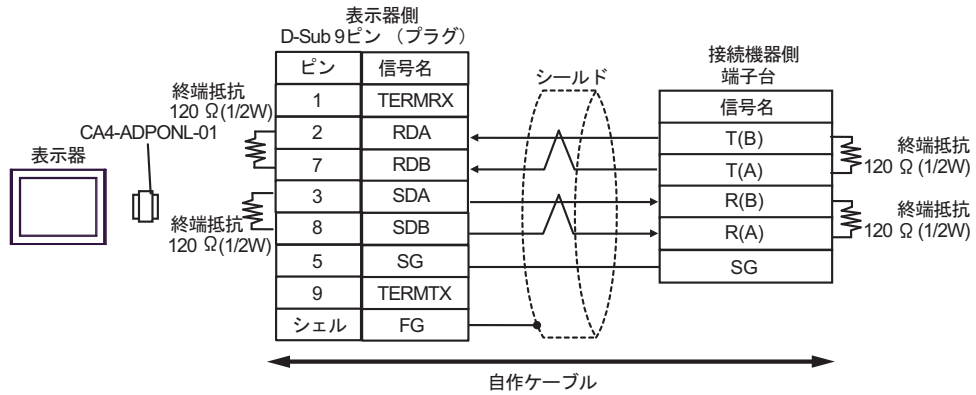 表示器側
D-Sub 9ピン （プラグ）
ピン 信号名
1 TERMRX
2 RDA
7 RDB
3 SDA
8 SDB
5 SG
9 TERMTX
シェル FG
終端抵抗
120 Ω(1/2W)
CA4-ADPONL-01
表示器
終端抵抗
120 Ω(1/2W)
シールド
接続機器側
端子台
信号名
T(B)
T(A)
R(B)
R(A)
SG
終端抵抗
120 Ω(1/2W)
終端抵抗
120 Ω(1/2W)
自作ケーブル